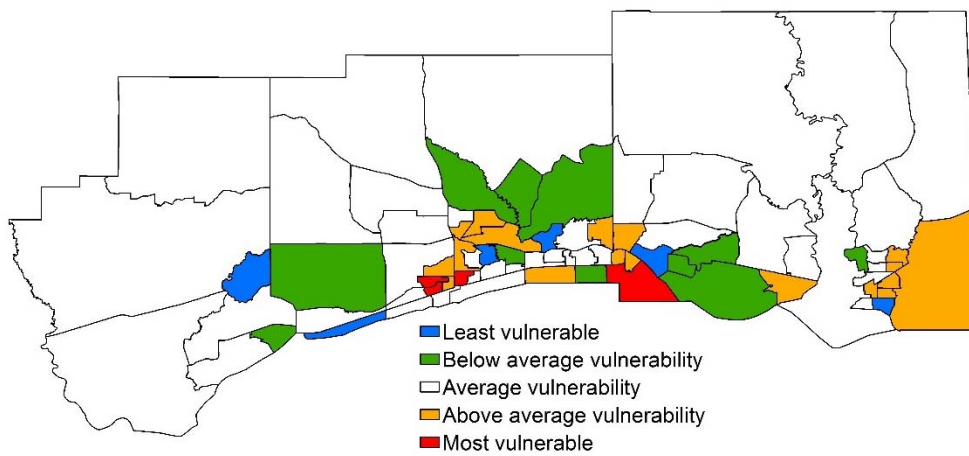 Least vulnerable
Below average vulnerability
Average vulnerability
Above average vulnerability
Most vulnerable